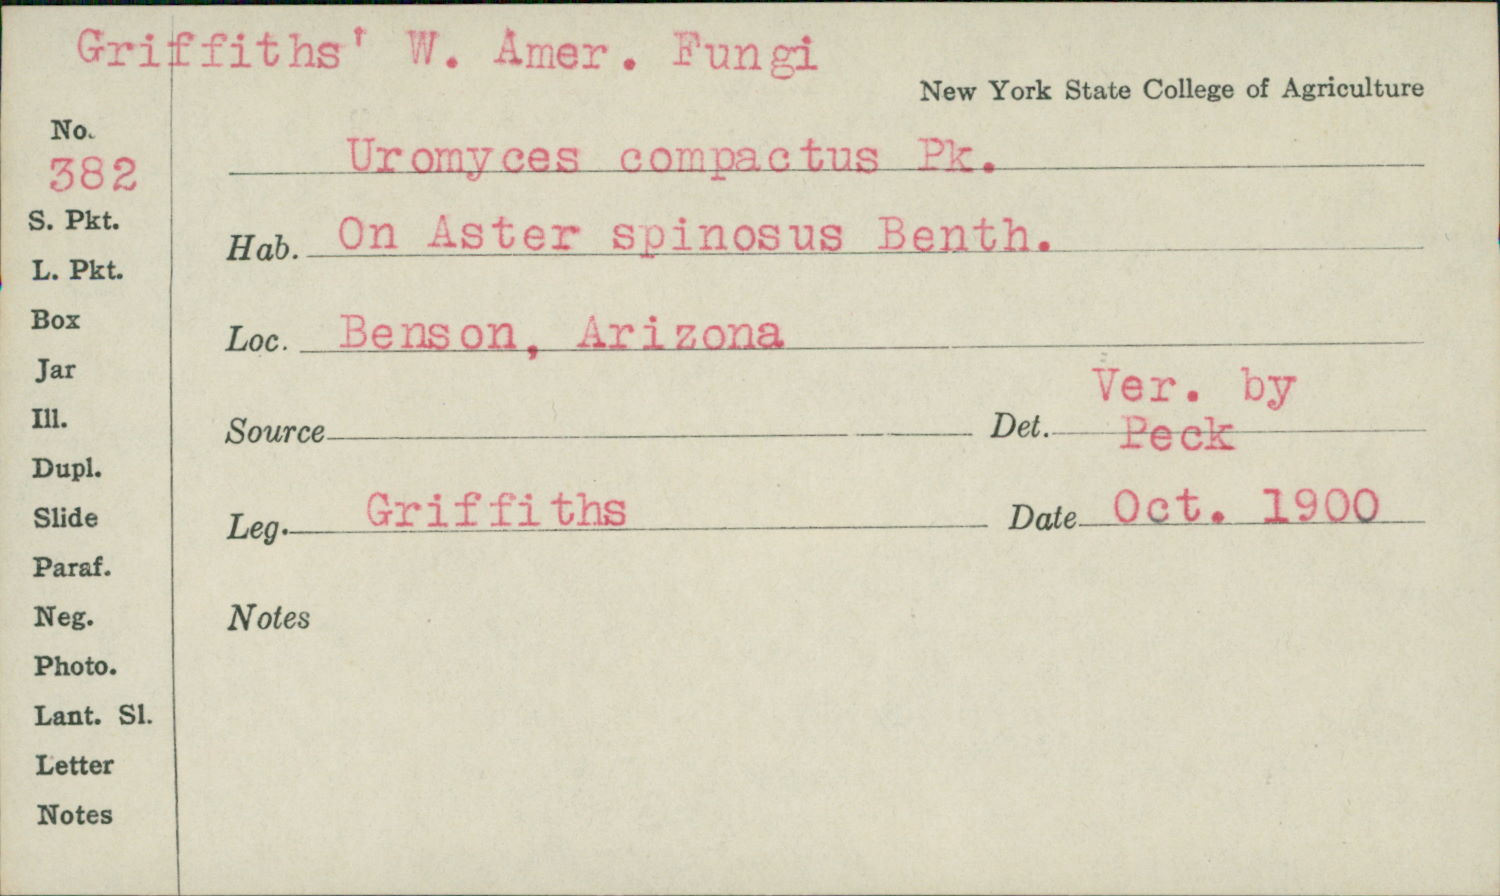 Griffiths' W. Amer. Fungi
New York State College of Agriculture
No.
382
Uromyces compactus Pk.
S. Pkt.
Hab. On Aster spinosus Benth.
L. Pkt.
Box
Loc. Benson, Arizona
Jar
Ver. by
Ill.
Source Det. Peck
Dupl.
Slide
Leg. Griffiths Date Oct. 1900
Paraf.
Neg.
Notes
Photo.
Lant. Sl.
Letter
Notes